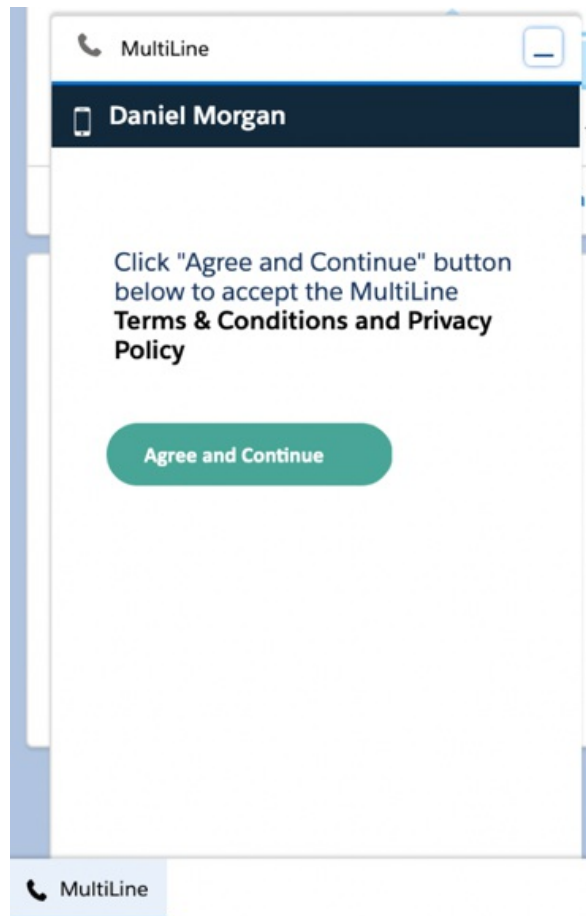 MultiLine
Daniel Morgan
Click "Agree and Continue" button
below to accept the MultiLine
Terms & Conditions and Privacy
Policy
Agree and Continue
MultiLine